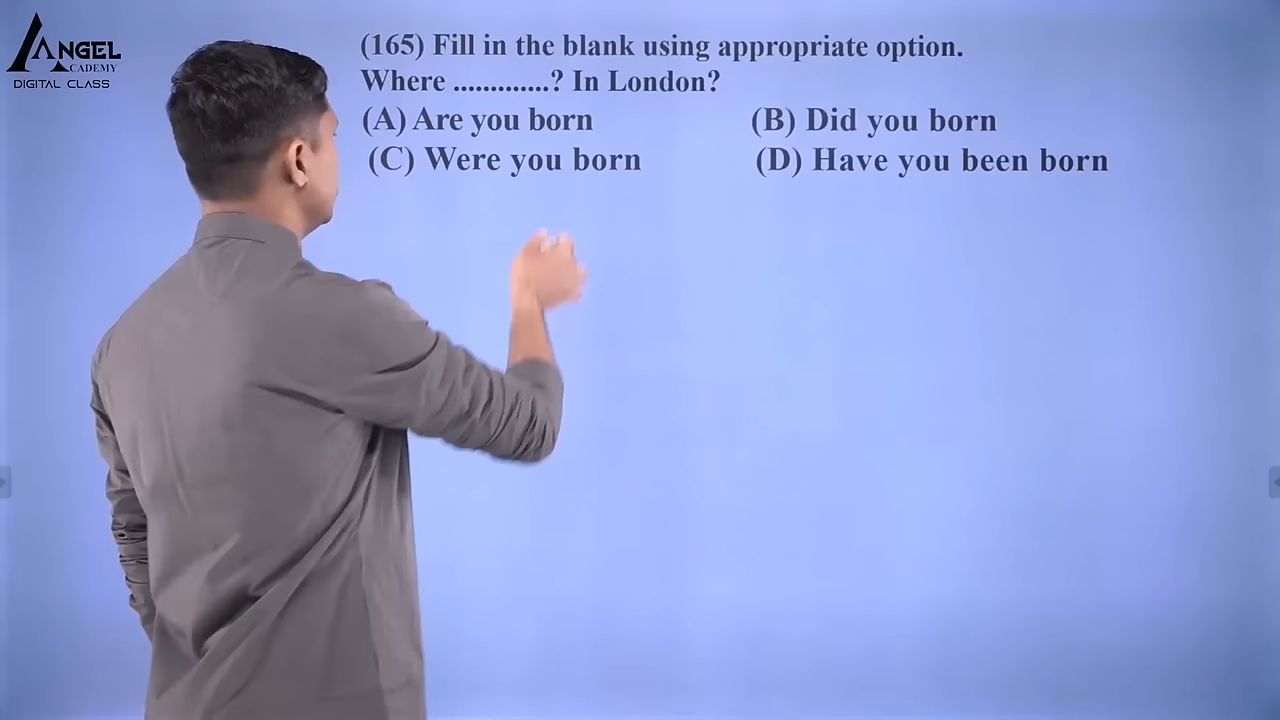 ANGEL
ACADEMY
DIGITAL CLASS
(165) Fill in the blank using appropriate option.
Where .............? In London?
(A) Are you born (B) Did you born
(C) Were you born (D) Have you been born